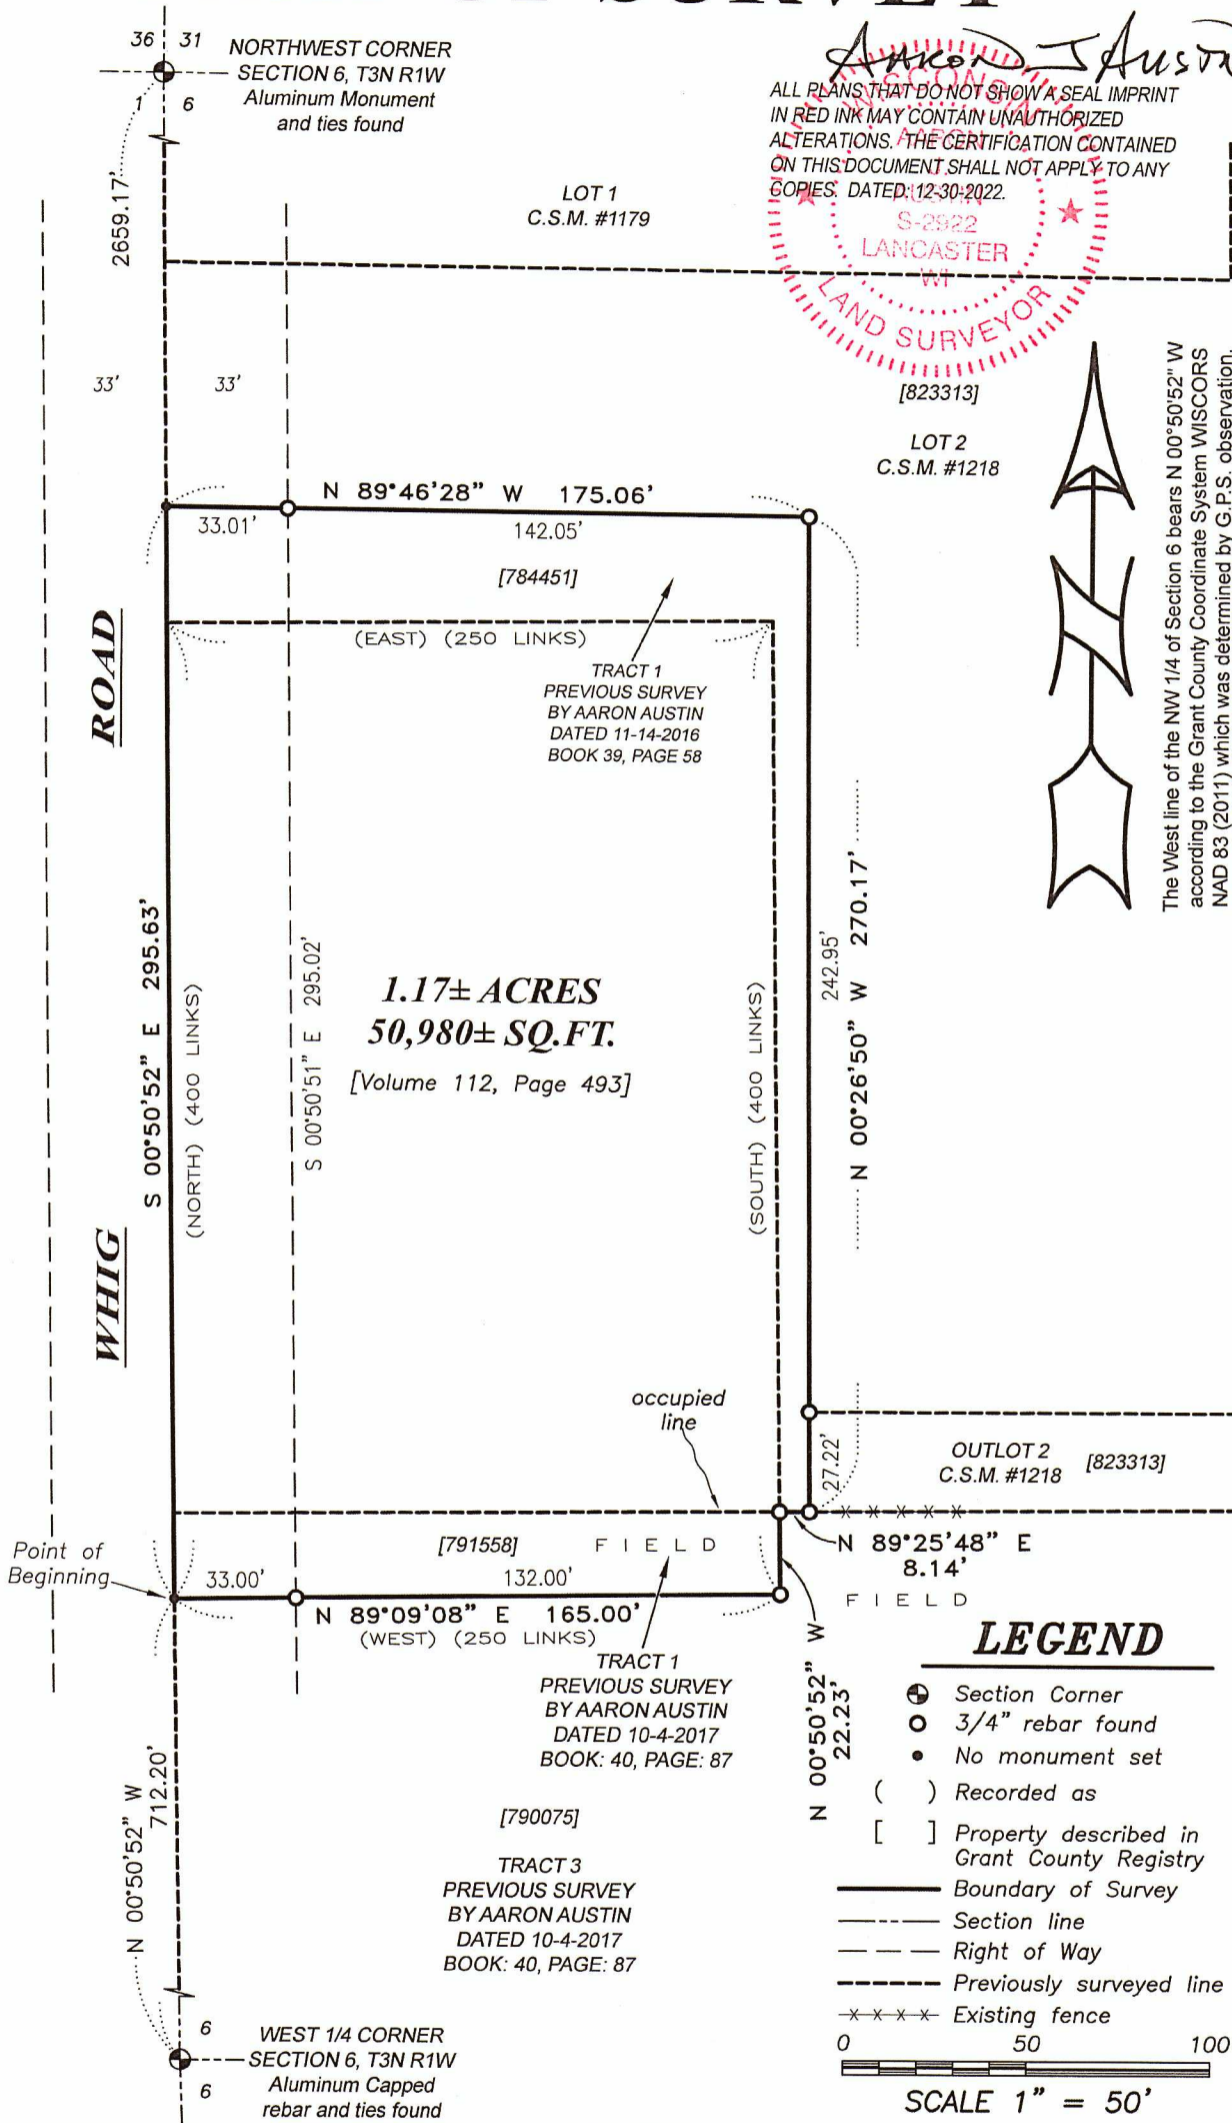 SURVEY
36 31
1 6
NORTHWEST CORNER
SECTION 6, T3N R1W
Aluminum Monument
and ties found
2659.17'
AARON J AUSTIN
ALL PLANS THAT DO NOT SHOW A SEAL IMPRINT
IN RED INK MAY CONTAIN UNAUTHORIZED
ALTERATIONS. THE CERTIFICATION CONTAINED
ON THIS DOCUMENT SHALL NOT APPLY TO ANY
COPIES. DATED: 12-30-2022.
WISCONSIN
AARON
J.
AUSTIN
S-2922
LANCASTER
WI
LAND SURVEYOR
LOT 1
C.S.M. #1179
33' 33'
[823313]
LOT 2
C.S.M. #1218
The West line of the NW 1/4 of Section 6 bears N 00°50'52" W
according to the Grant County Coordinate System WISCORS
NAD 83 (2011) which was determined by G.P.S. observation.
N
N 89°46'28" W 175.06'
33.01' 142.05'
[784451]
(EAST) (250 LINKS)
TRACT 1
PREVIOUS SURVEY
BY AARON AUSTIN
DATED 11-14-2016
BOOK 39, PAGE 58
WHIG ROAD
S 00°50'52" E 295.63'
(NORTH) (400 LINKS)
S 00°50'51" E 295.02'
1.17± ACRES
50,980± SQ.FT.
[Volume 112, Page 493]
(SOUTH) (400 LINKS)
242.95'
N 00°26'50" W 270.17'
occupied
line
27.22'
OUTLOT 2
C.S.M. #1218
[823313]
N 89°25'48" E
8.14'
FIELD
Point of
Beginning
[791558] FIELD
33.00' 132.00'
N 89°09'08" E 165.00'
(WEST) (250 LINKS)
TRACT 1
PREVIOUS SURVEY
BY AARON AUSTIN
DATED 10-4-2017
BOOK: 40, PAGE: 87
N 00°50'52" W
22.23'
N 00°50'52" W
712.20'
[790075]
TRACT 3
PREVIOUS SURVEY
BY AARON AUSTIN
DATED 10-4-2017
BOOK: 40, PAGE: 87
6
6
WEST 1/4 CORNER
SECTION 6, T3N R1W
Aluminum Capped
rebar and ties found
LEGEND
Section Corner
3/4" rebar found
No monument set
( ) Recorded as
[ ] Property described in
Grant County Registry
Boundary of Survey
Section line
Right of Way
Previously surveyed line
Existing fence
0 50 100
SCALE 1" = 50'